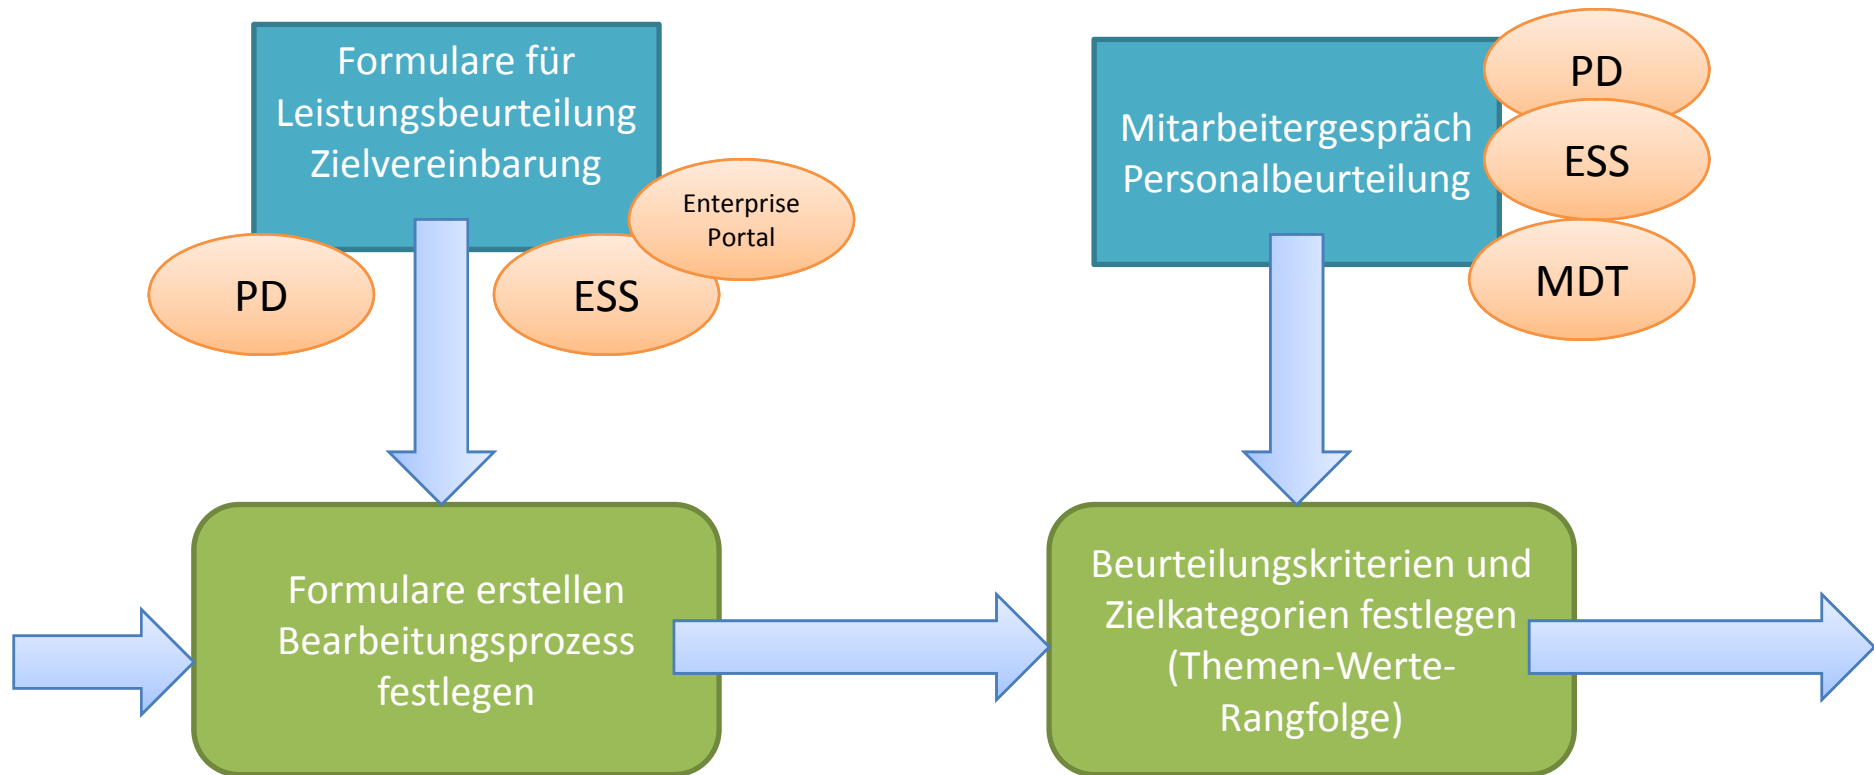 Formulare für
Leistungsbeurteilung
Zielvereinbarung
Enterprise
Portal
PD
ESS
Mitarbeitergespräch
Personalbeurteilung
PD
ESS
MDT
Formulare erstellen
Bearbeitungsprozess
festlegen
Beurteilungskriterien und
Zielkategorien festlegen
(Themen-Werte-
Rangfolge)